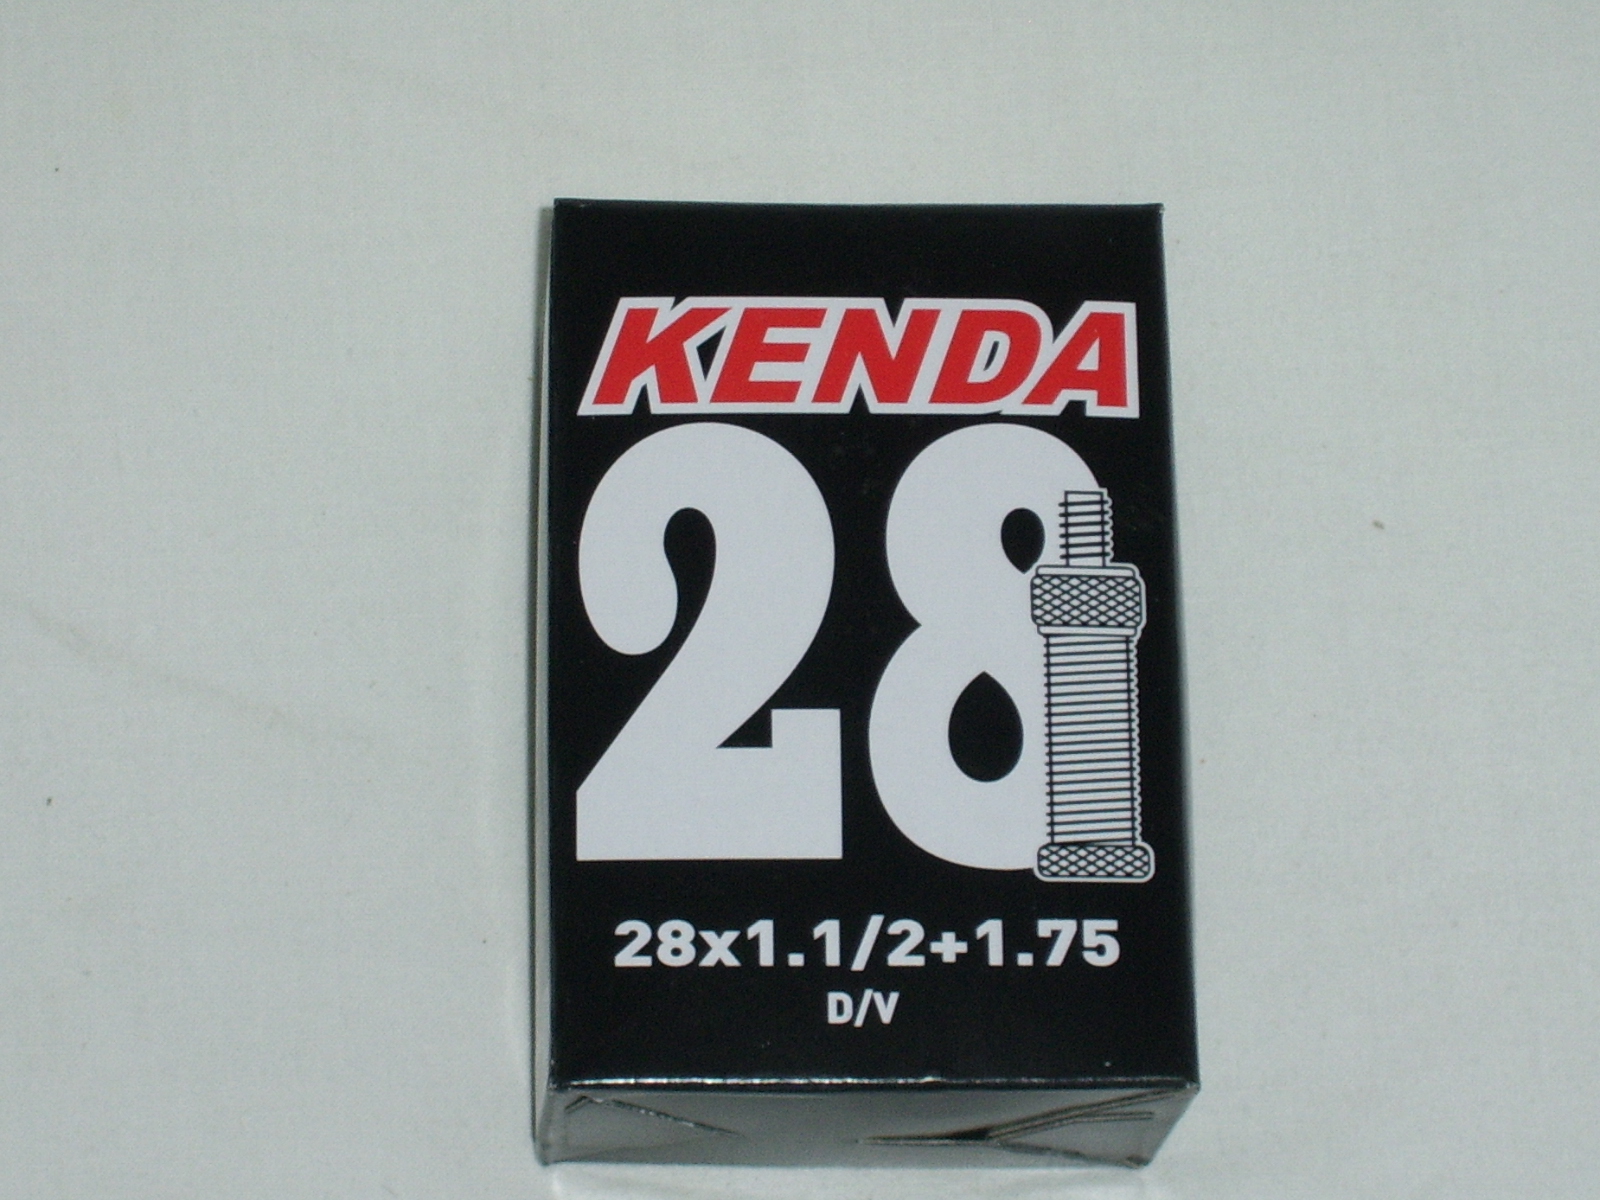 KENDA
28
28x1.1/2+1.75
D/V